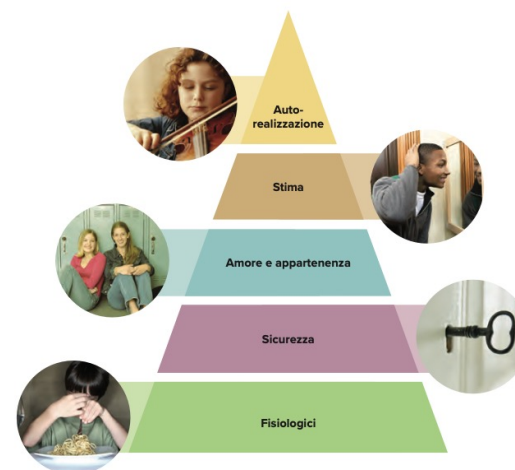 Auto-
realizzazione
Stima
Amore e appartenenza
Sicurezza
Fisiologici